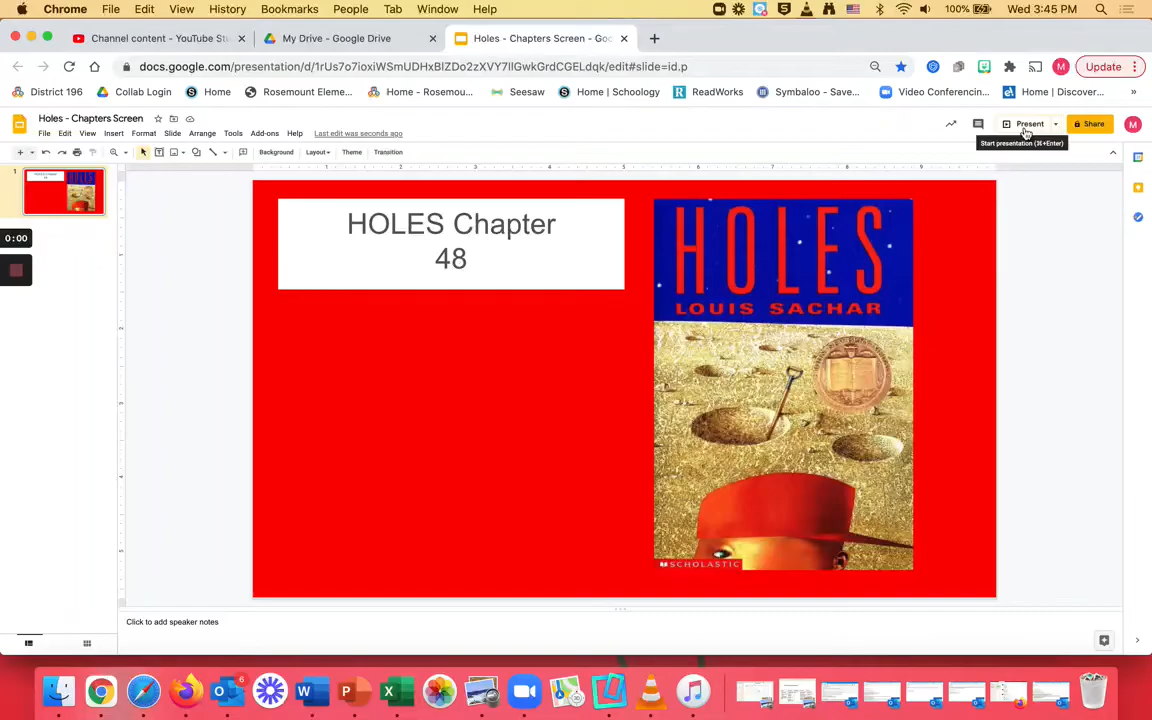 Chrome File Edit View History Bookmarks People Tab Window Help 100% Wed 3:45 PM
Channel content - YouTube St
My Drive - Google Drive
Holes - Chapters Screen - Goo
docs.google.com/presentation/d/1rUs7o7ioxiWSmUDHxBIZDo2zXVY7IlGwkGrdCGELdqk/edit#slide=id.p
Update
District 196 Collab Login Home Rosemount Eleme... Home - Rosemou... Seesaw Home | Schoology ReadWorks Symbaloo - Save... Video Conferencin... Home | Discover...
Holes - Chapters Screen
Present
Share
M
File Edit View Insert Format Slide Arrange Tools Add-ons Help Last edit was seconds ago
Start presentation (⌘+Enter)
Background Layout Theme Transition
1
0:00
HOLES Chapter
48
HOLES
LOUIS SACHAR
SCHOLASTIC
Click to add speaker notes
6